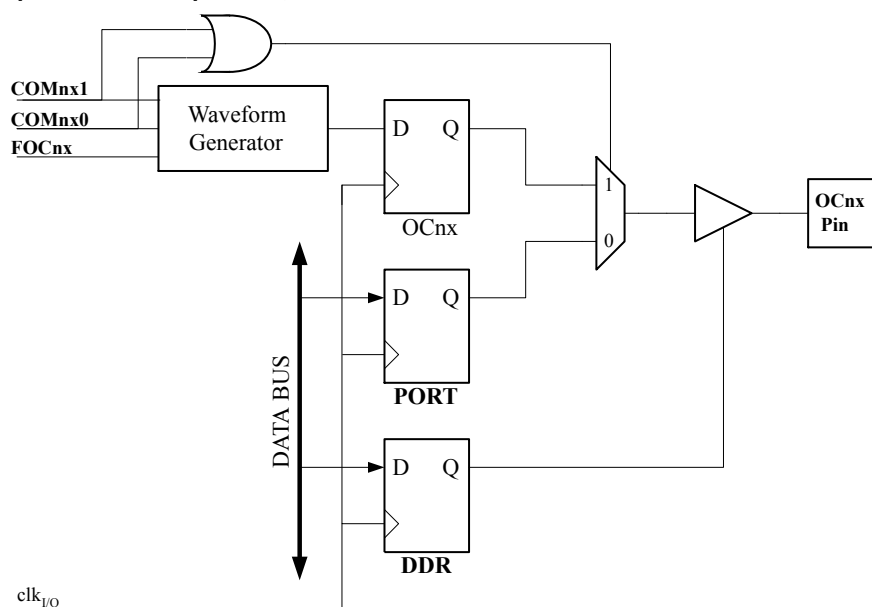 COMnx1
COMnx0
FOCnx
Waveform
Generator
D Q
OCnx
1
0
OCnx
Pin
D Q
PORT
DATA BUS
D Q
DDR
clkI/O